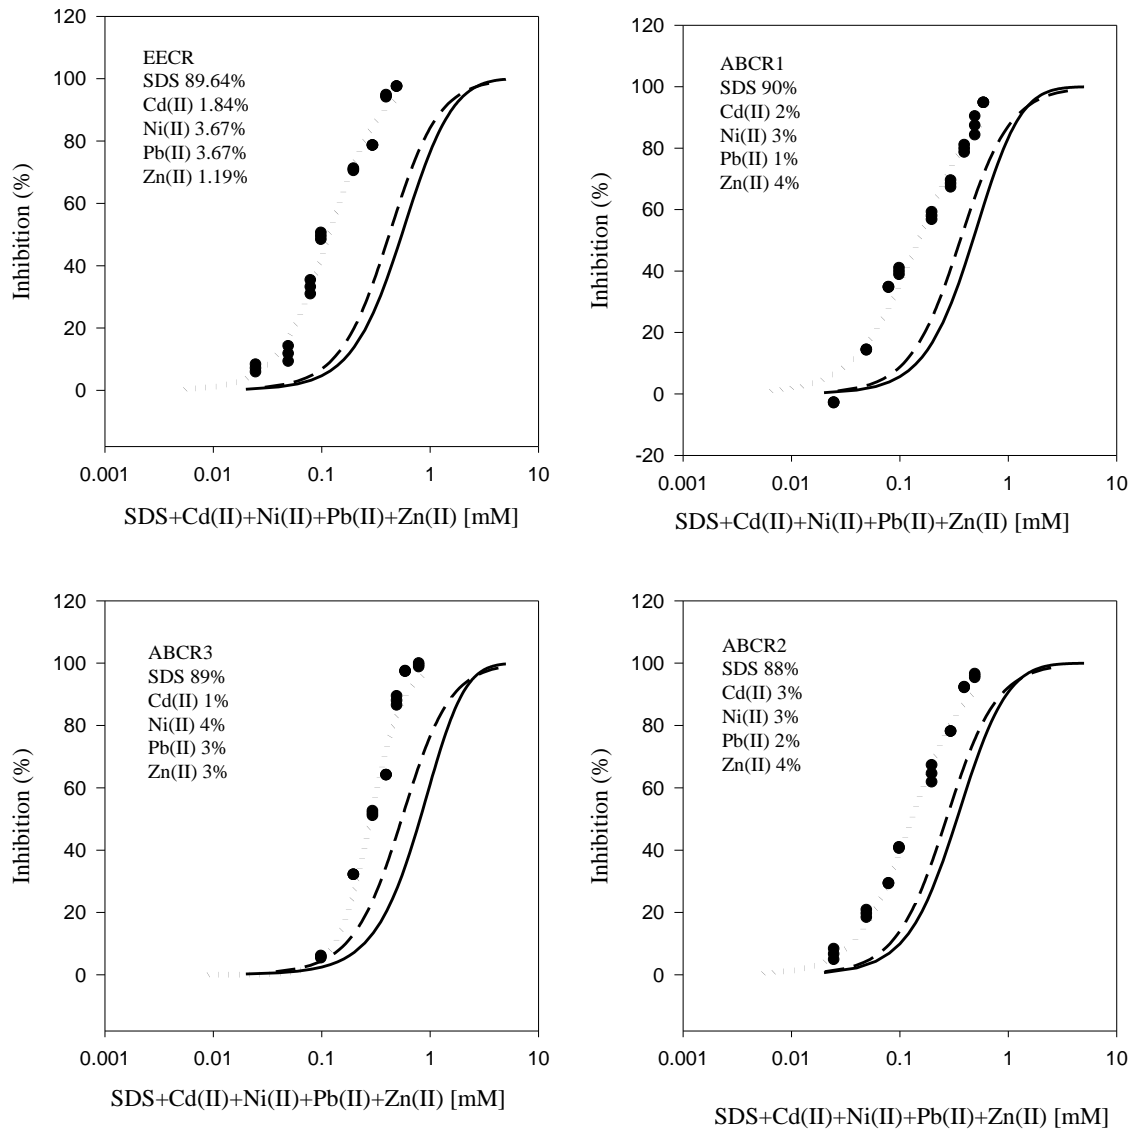 120
100
80
60
40
20
0
EECR
SDS 89.64%
Cd(II) 1.84%
Ni(II) 3.67%
Pb(II) 3.67%
Zn(II) 1.19%
Inhibition (%)
0.001 0.01 0.1 1 10
SDS+Cd(II)+Ni(II)+Pb(II)+Zn(II) [mM]
120
100
80
60
40
20
0
-20
ABCR1
SDS 90%
Cd(II) 2%
Ni(II) 3%
Pb(II) 1%
Zn(II) 4%
Inhibition (%)
0.001 0.01 0.1 1 10
SDS+Cd(II)+Ni(II)+Pb(II)+Zn(II) [mM]
120
100
80
60
40
20
0
ABCR3
SDS 89%
Cd(II) 1%
Ni(II) 4%
Pb(II) 3%
Zn(II) 3%
Inhibition (%)
0.001 0.01 0.1 1 10
SDS+Cd(II)+Ni(II)+Pb(II)+Zn(II) [mM]
120
100
80
60
40
20
0
ABCR2
SDS 88%
Cd(II) 3%
Ni(II) 3%
Pb(II) 2%
Zn(II) 4%
Inhibition (%)
0.001 0.01 0.1 1 10
SDS+Cd(II)+Ni(II)+Pb(II)+Zn(II) [mM]